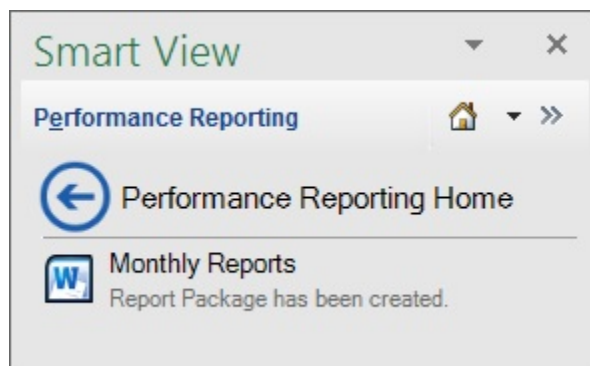 Smart View
Performance Reporting
Performance Reporting Home
W
Monthly Reports
Report Package has been created.